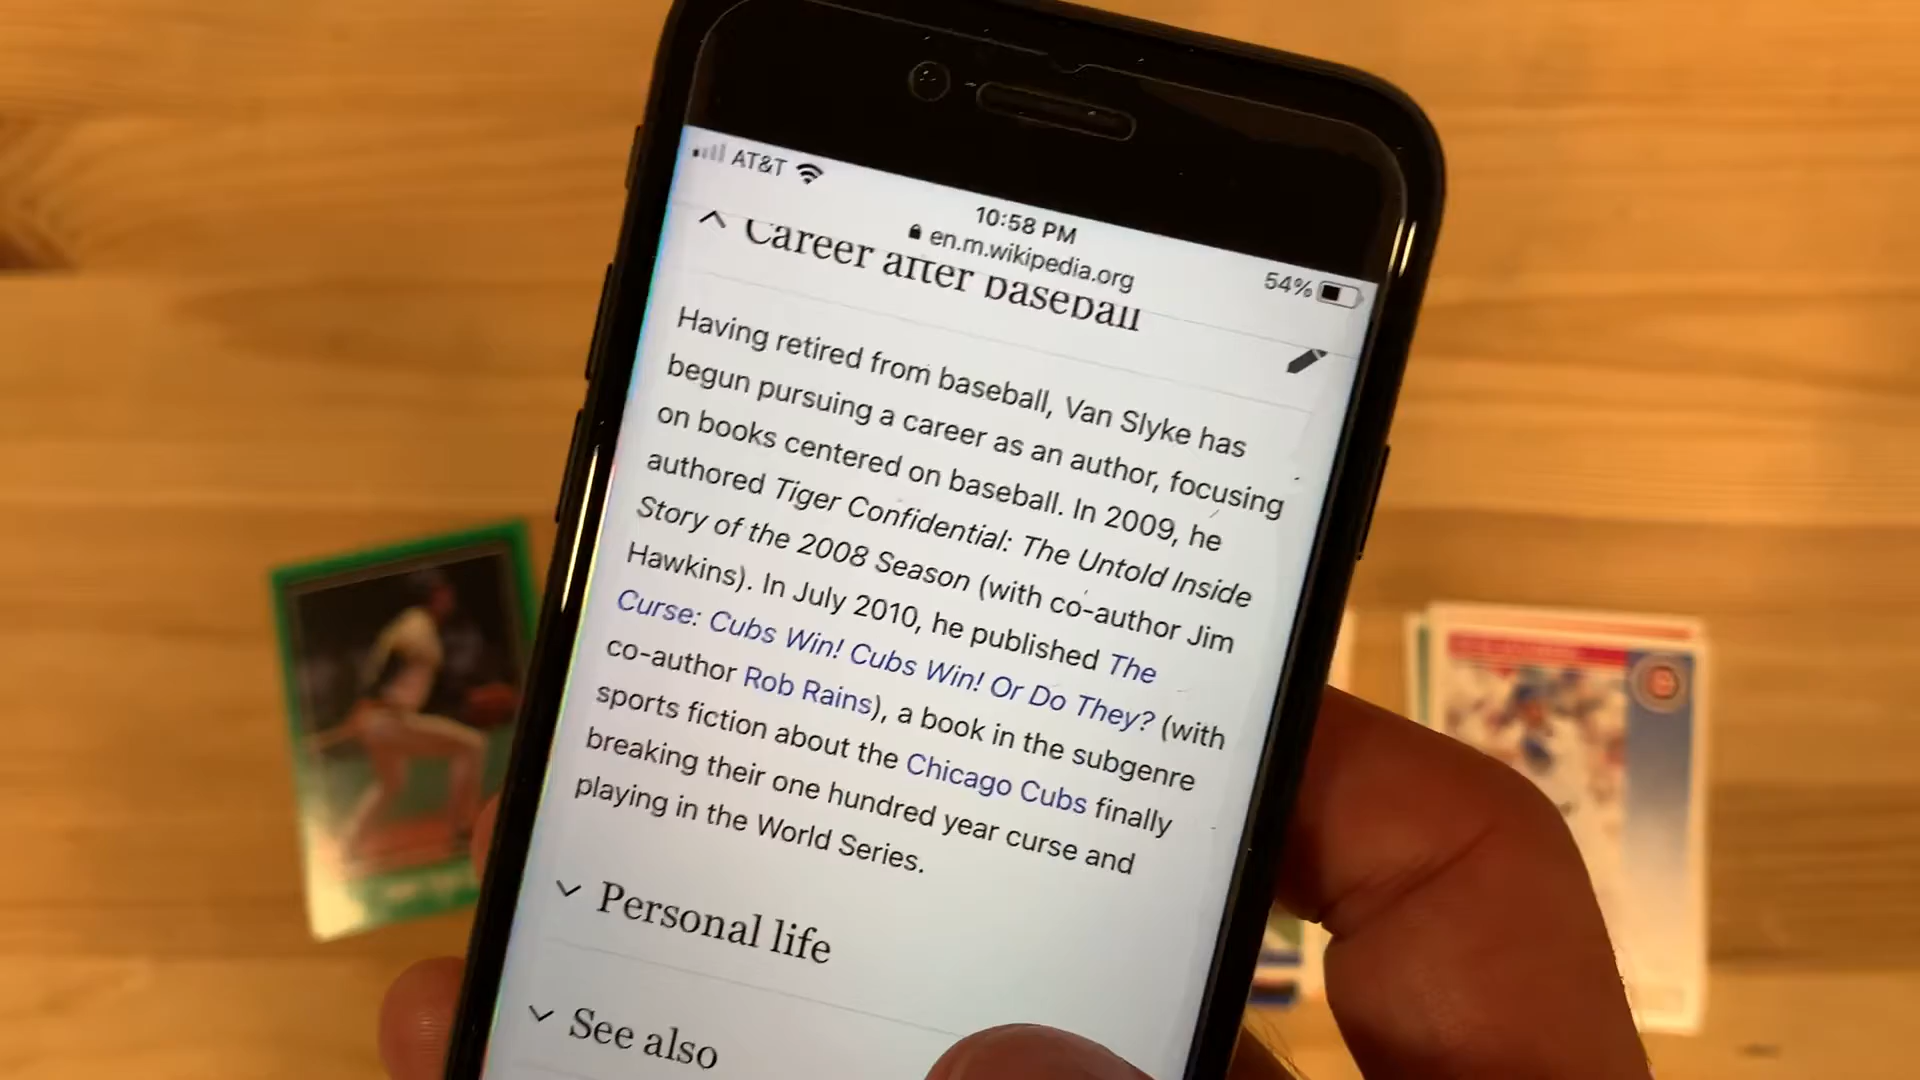 AT&T
10:58 PM
54%
en.m.wikipedia.org
Career after baseball
Having retired from baseball, Van Slyke has
begun pursuing a career as an author, focusing
on books centered on baseball. In 2009, he
authored Tiger Confidential: The Untold Inside
Story of the 2008 Season (with co-author Jim
Hawkins). In July 2010, he published The
Curse: Cubs Win! Cubs Win! Or Do They? (with
co-author Rob Rains), a book in the subgenre
sports fiction about the Chicago Cubs finally
breaking their one hundred year curse and
playing in the World Series.
Personal life
See also